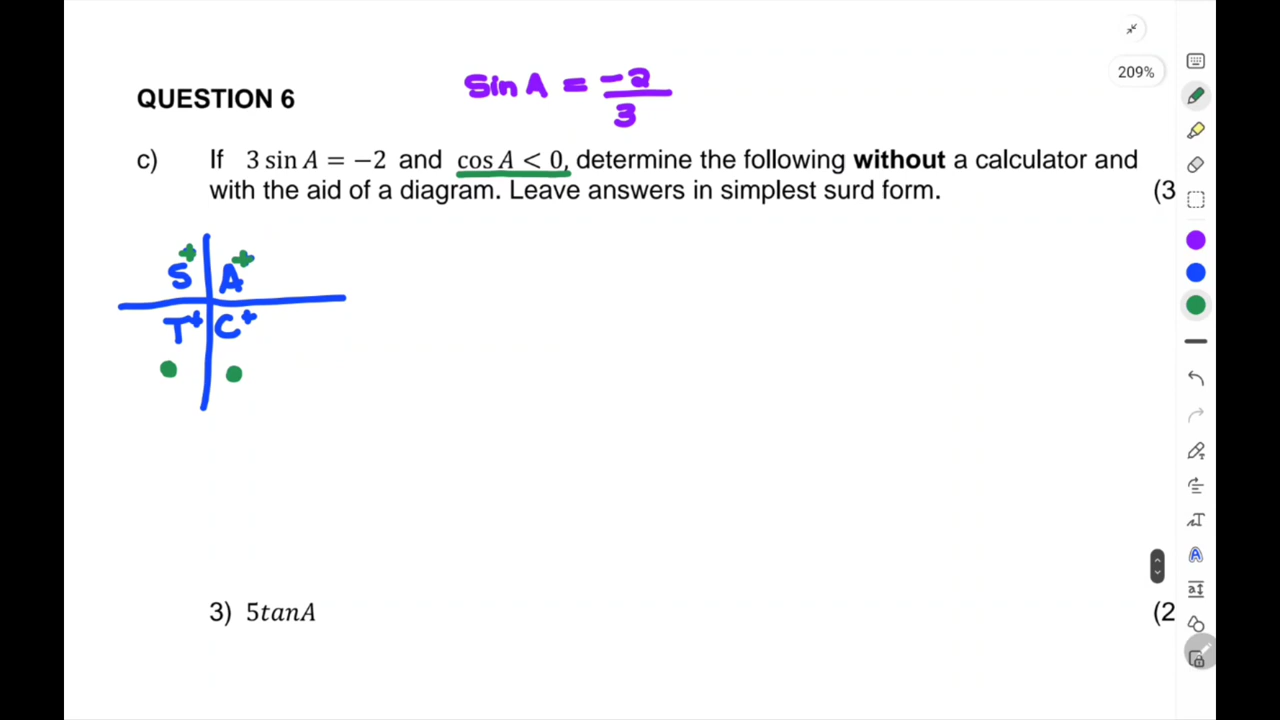 209%
sin A = -2/3
QUESTION 6
c) If 3 sin A = −2 and cos A < 0, determine the following without a calculator and
with the aid of a diagram. Leave answers in simplest surd form. (3
S+ A+
T+ C+
3) 5tanA (2